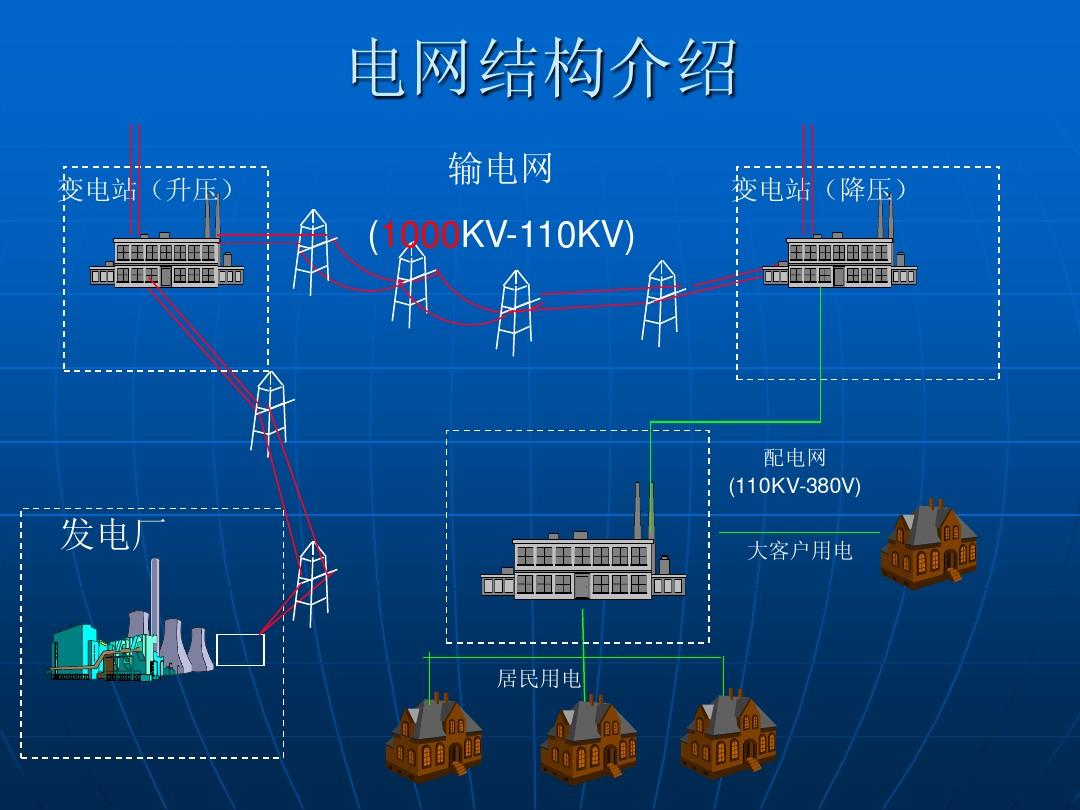 电网结构介绍
输电网
变电站（升压）
变电站（降压）
(1000KV-110KV)
配电网
(110KV-380V)
发电厂
大客户用电
居民用电